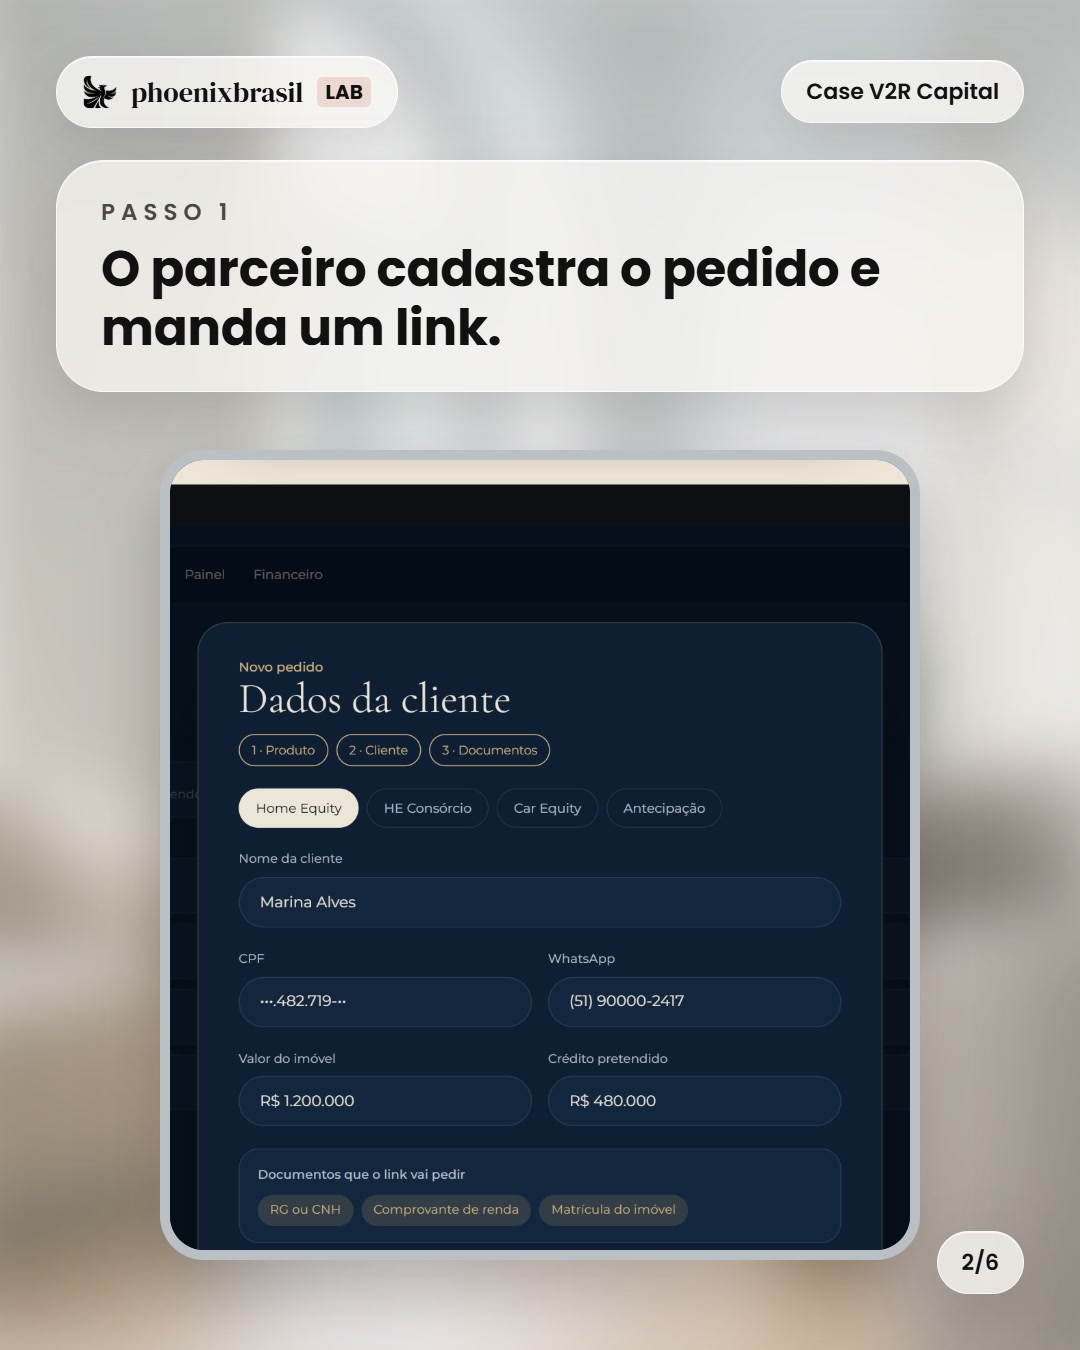 phoenixbrasil LAB
Case V2R Capital
PASSO 1
O parceiro cadastra o pedido e
manda um link.
Painel Financeiro
Novo pedido
Dados da cliente
1 · Produto 2 · Cliente 3 · Documentos
Home Equity HE Consórcio Car Equity Antecipação
Nome da cliente
Marina Alves
CPF WhatsApp
•••.482.719-•• (51) 90000-2417
Valor do imóvel Crédito pretendido
R$ 1.200.000 R$ 480.000
Documentos que o link vai pedir
RG ou CNH Comprovante de renda Matrícula do imóvel
2/6